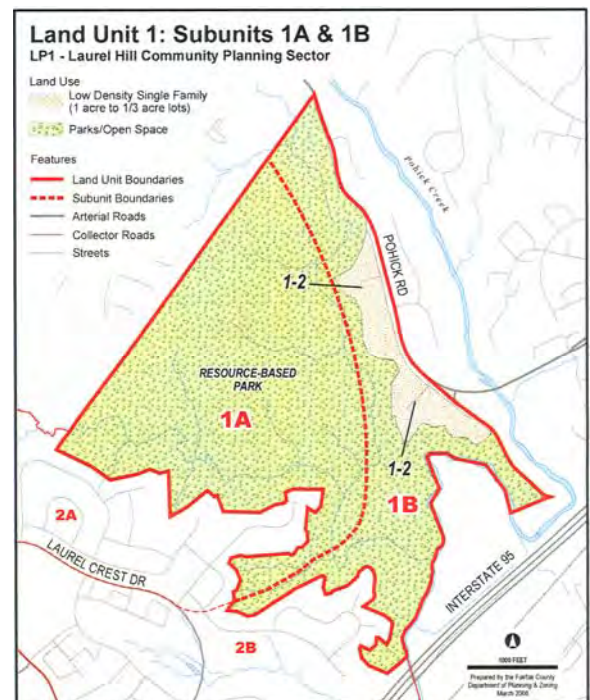 Land Unit 1: Subunits 1A & 1B
LP1 - Laurel Hill Community Planning Sector
Land Use
Low Density Single Family
(1 acre to 1/3 acre lots)
Parks/Open Space
Features
Land Unit Boundaries
Subunit Boundaries
Arterial Roads
Collector Roads
Streets
Pohick Creek
POHICK RD
1-2
RESOURCE-BASED
PARK
1A
1-2
1B
2A
LAUREL CREST DR
INTERSTATE 95
2B
1000 FEET
Prepared by the Fairfax County
Department of Planning & Zoning
March 2008